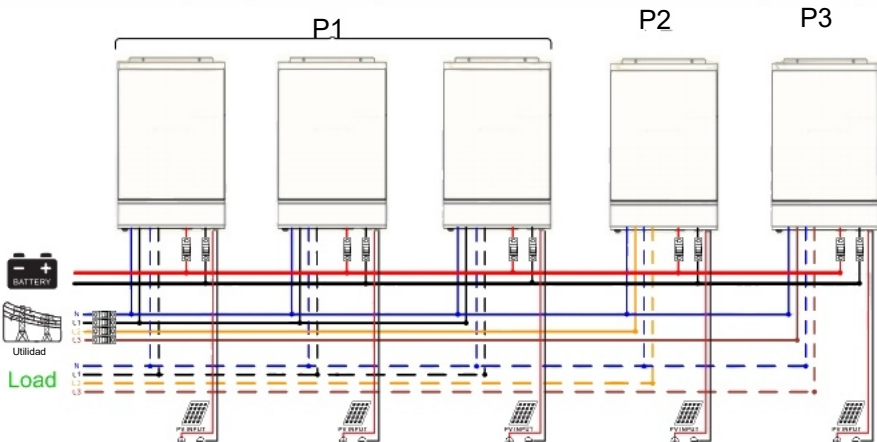 P1
P2
P3
BATTERY
Utilidad
N
L1
L2
L3
Load
N
L1
L2
L3
PV INPUT
PV INPUT
PV INPUT
PV INPUT
PV INPUT